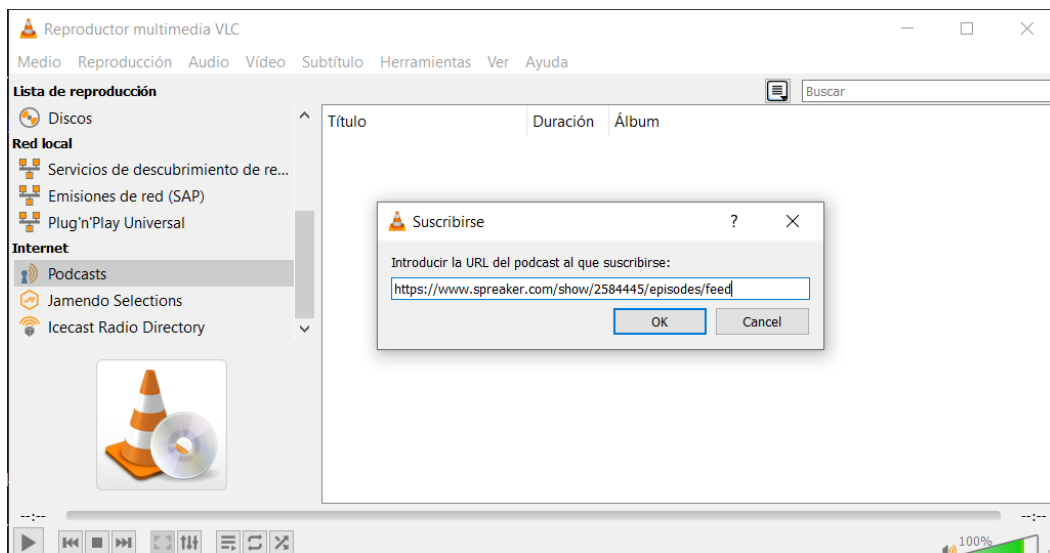 Reproductor multimedia VLC
Medio Reproducción Audio Vídeo Subtítulo Herramientas Ver Ayuda
Lista de reproducción
Buscar
Discos
Título Duración Álbum
Red local
Servicios de descubrimiento de re...
Emisiones de red (SAP)
Plug'n'Play Universal
Internet
Podcasts
Jamendo Selections
Icecast Radio Directory
Suscribirse
?
Introducir la URL del podcast al que suscribirse:
https://www.spreaker.com/show/2584445/episodes/feed
OK Cancel
--:-- --:--
100%